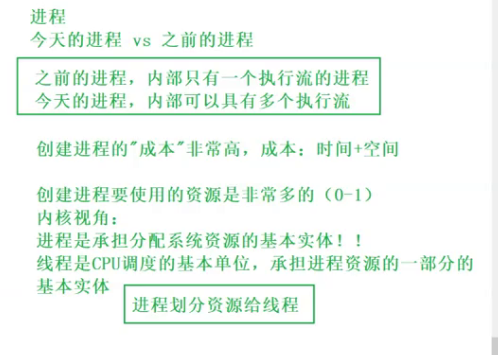 进程
今天的进程 vs 之前的进程
之前的进程，内部只有一个执行流的进程
今天的进程，内部可以具有多个执行流
创建进程的"成本"非常高，成本：时间+空间
创建进程要使用的资源是非常多的（0-1）
内核视角：
进程是承担分配系统资源的基本实体！！
线程是CPU调度的基本单位，承担进程资源的一部分的
基本实体
进程划分资源给线程